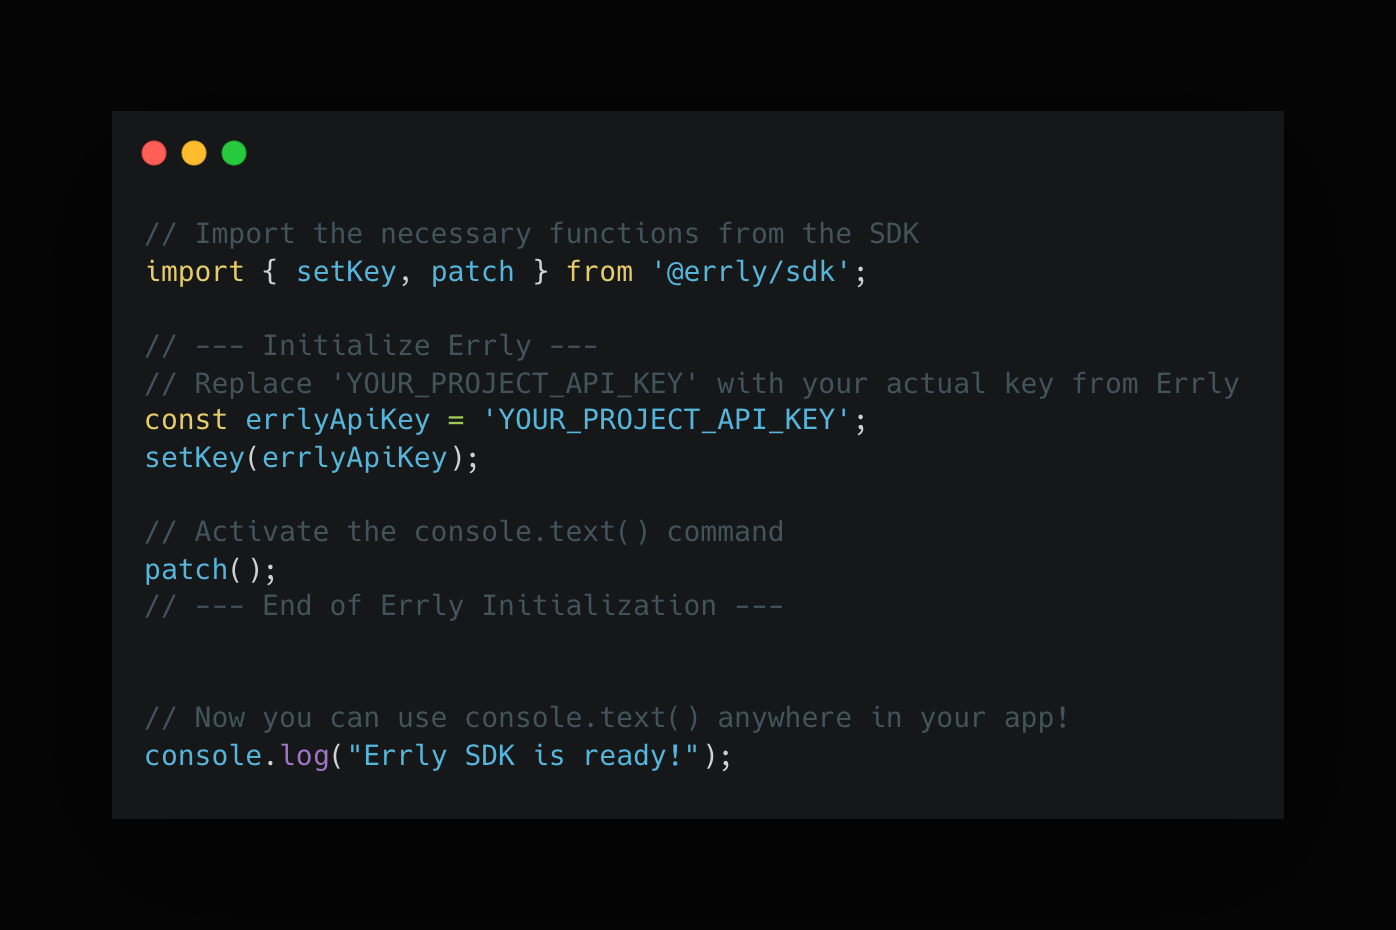 // Import the necessary functions from the SDK
import { setKey, patch } from '@errly/sdk';
// --- Initialize Errly ---
// Replace 'YOUR_PROJECT_API_KEY' with your actual key from Errly
const errlyApiKey = 'YOUR_PROJECT_API_KEY';
setKey(errlyApiKey);
// Activate the console.text() command
patch();
// --- End of Errly Initialization ---
// Now you can use console.text() anywhere in your app!
console.log("Errly SDK is ready!");